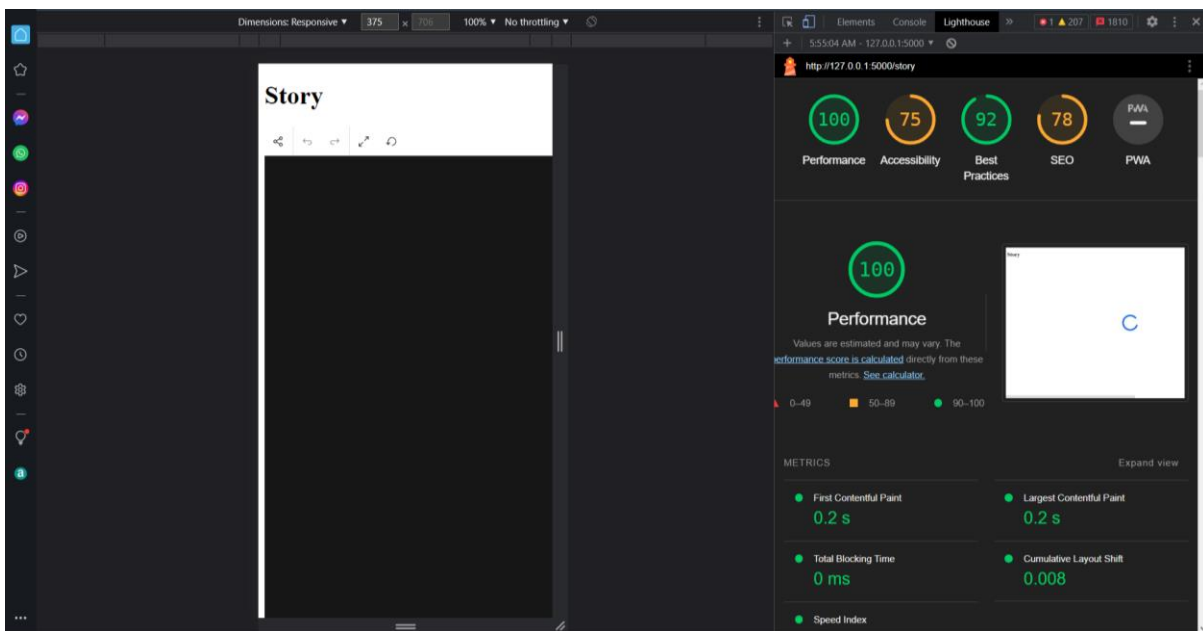 Dimensions: Responsive ▼ 375 x 706 100% ▼ No throttling ▼
Elements Console Lighthouse » 1 207 1810
+ 5:55:04 AM - 127.0.0.1:5000 ▼
http://127.0.0.1:5000/story
Story
100 75 92 78 PWA
Performance Accessibility Best Practices SEO PWA
100
Story
Performance
Values are estimated and may vary. The
performance score is calculated directly from these
metrics. See calculator.
0–49 50–89 90–100
METRICS Expand view
First Contentful Paint Largest Contentful Paint
0.2 s 0.2 s
Total Blocking Time Cumulative Layout Shift
0 ms 0.008
Speed Index
a